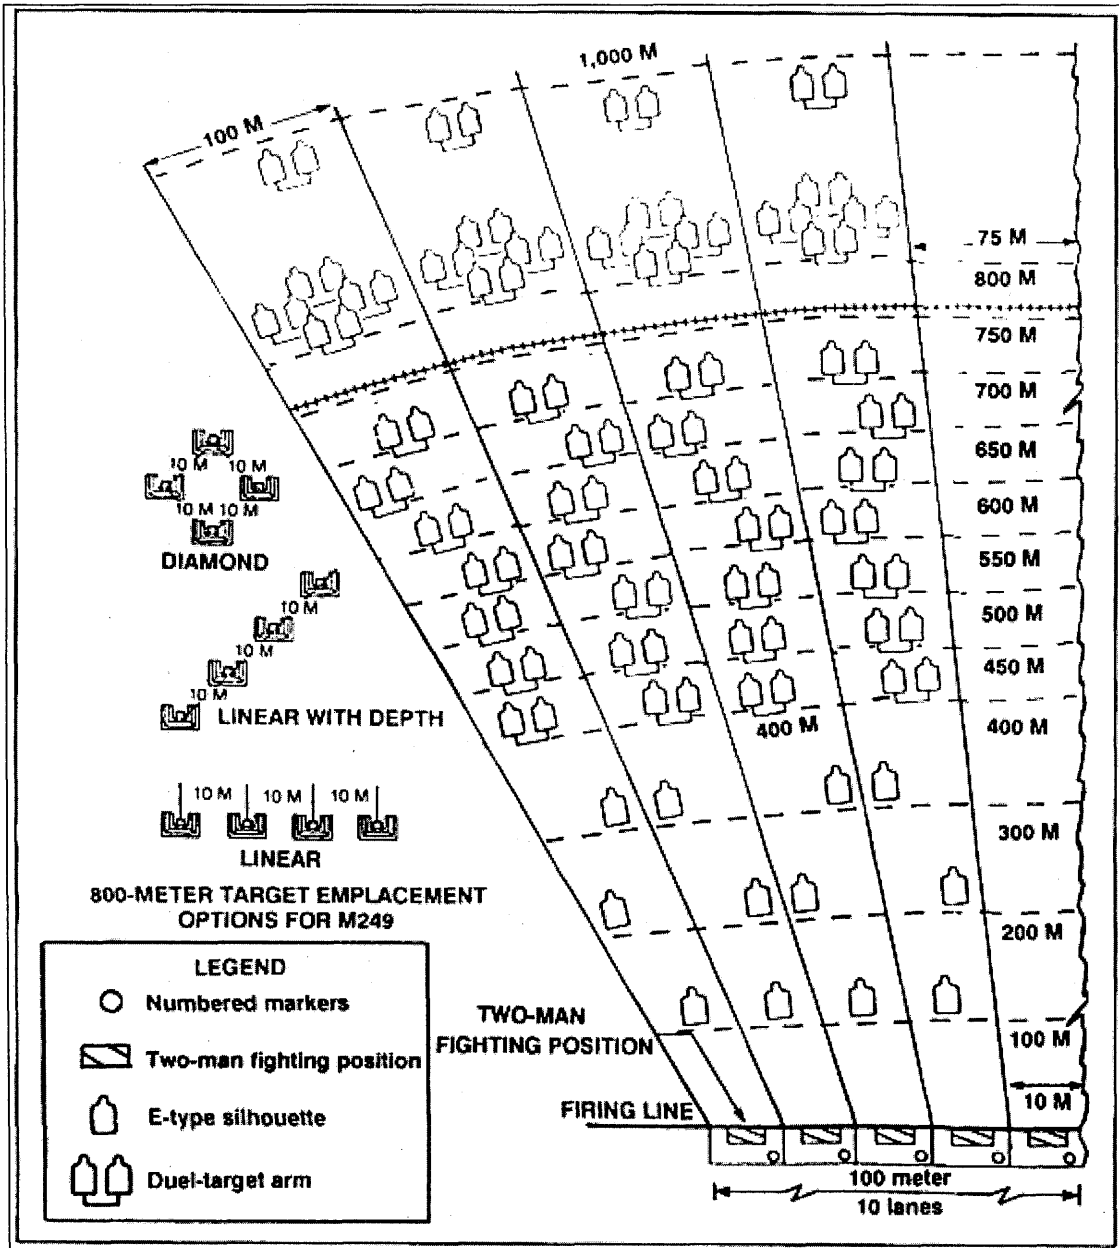 1,000 M
100 M
75 M
800 M
750 M
700 M
650 M
600 M
550 M
500 M
450 M
400 M
400 M
300 M
200 M
100 M
10 M
10 M 10 M
10 M 10 M
DIAMOND
10 M
10 M
10 M
LINEAR WITH DEPTH
10 M 10 M 10 M
LINEAR
800-METER TARGET EMPLACEMENT
OPTIONS FOR M249
LEGEND
Numbered markers
Two-man fighting position
E-type silhouette
Duel-target arm
TWO-MAN
FIGHTING POSITION
FIRING LINE
100 meter
10 lanes